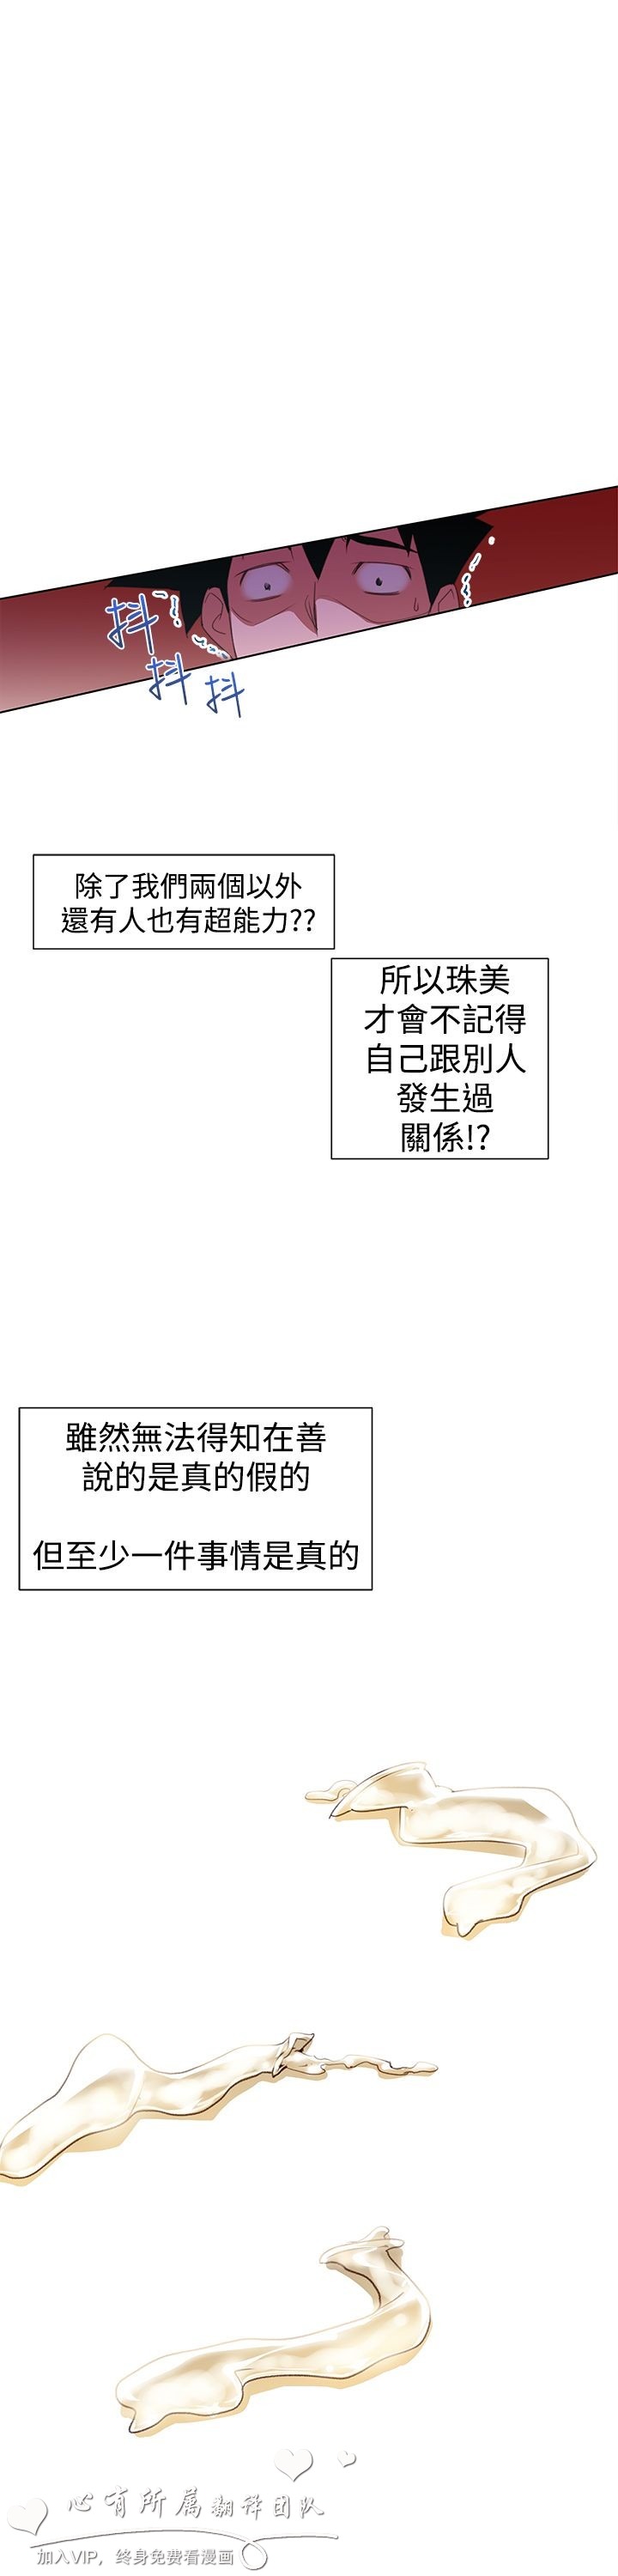 抖
抖
抖
除了我們兩個以外
還有人也有超能力??
所以珠美
才會不記得
自己跟別人
發生過
關係!?
雖然無法得知在善
說的是真的假的
但至少一件事情是真的
心有所属翻译团队
加入VIP，终身免费看漫画